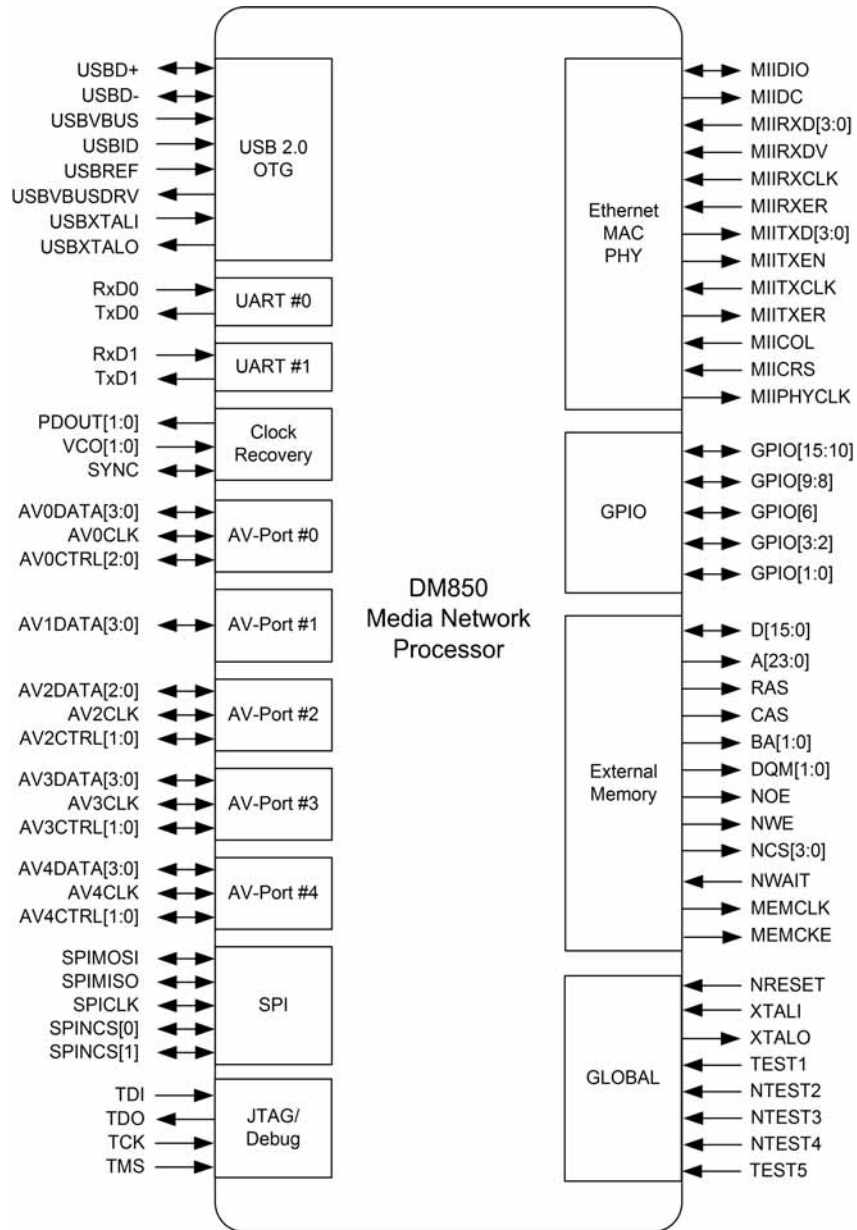 USBD+
USBD-
USBVBUS
USBID
USBREF
USBVBUSDRV
USBXTALI
USBXTALO
USB 2.0
OTG
RxD0
TxD0
UART #0
RxD1
TxD1
UART #1
PDOUT[1:0]
VCO[1:0]
SYNC
Clock
Recovery
AV0DATA[3:0]
AV0CLK
AV0CTRL[2:0]
AV-Port #0
AV1DATA[3:0]
AV-Port #1
AV2DATA[2:0]
AV2CLK
AV2CTRL[1:0]
AV-Port #2
AV3DATA[3:0]
AV3CLK
AV3CTRL[1:0]
AV-Port #3
AV4DATA[3:0]
AV4CLK
AV4CTRL[1:0]
AV-Port #4
SPIMOSI
SPIMISO
SPICLK
SPINCS[0]
SPINCS[1]
SPI
TDI
TDO
TCK
TMS
JTAG/
Debug
DM850
Media Network
Processor
Ethernet
MAC
PHY
MIIDIO
MIIDC
MIIRXD[3:0]
MIIRXDV
MIIRXCLK
MIIRXER
MIITXD[3:0]
MIITXEN
MIITXCLK
MIITXER
MIICOL
MIICRS
MIIPHYCLK
GPIO
GPIO[15:10]
GPIO[9:8]
GPIO[6]
GPIO[3:2]
GPIO[1:0]
External
Memory
D[15:0]
A[23:0]
RAS
CAS
BA[1:0]
DQM[1:0]
NOE
NWE
NCS[3:0]
NWAIT
MEMCLK
MEMCKE
GLOBAL
NRESET
XTALI
XTALO
TEST1
NTEST2
NTEST3
NTEST4
TEST5